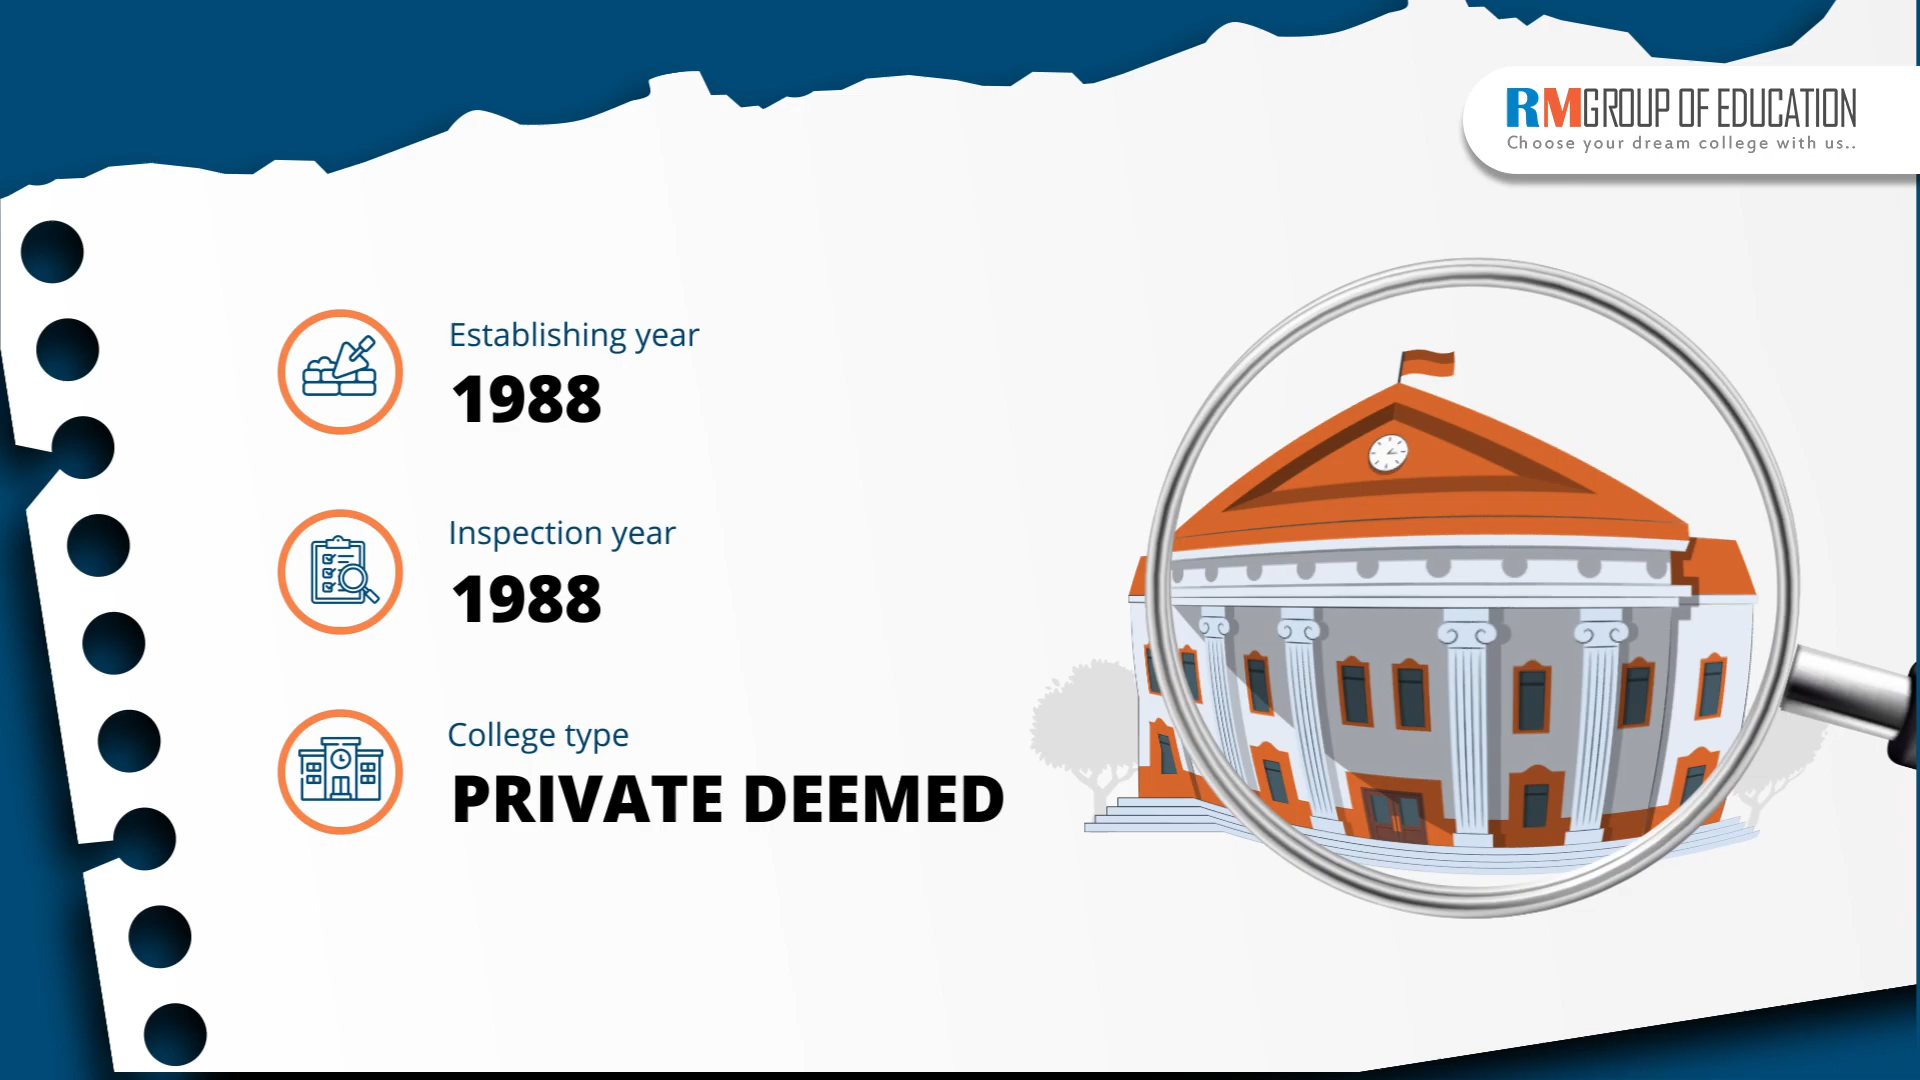 RMGROUP OF EDUCATION
Choose your dream college with us..
Establishing year
1988
Inspection year
1988
College type
PRIVATE DEEMED